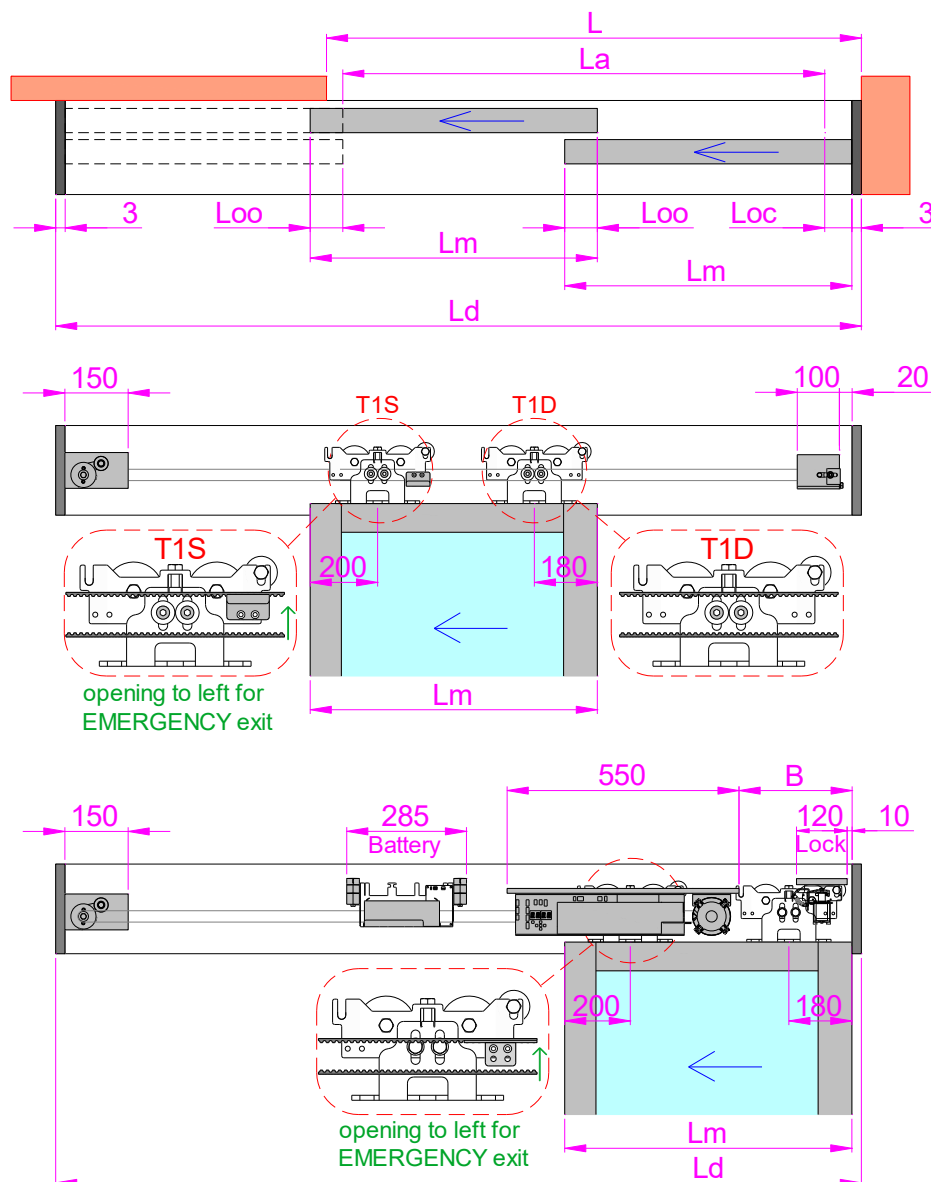 L
La
3
Loo
Loo
Loc
3
Lm
Lm
Ld
150
100
20
T1S
T1D
T1S
T1D
200
180
opening to left for
EMERGENCY exit
Lm
550
B
150
285
120
10
Battery
Lock
200
180
opening to left for
EMERGENCY exit
Lm
Ld